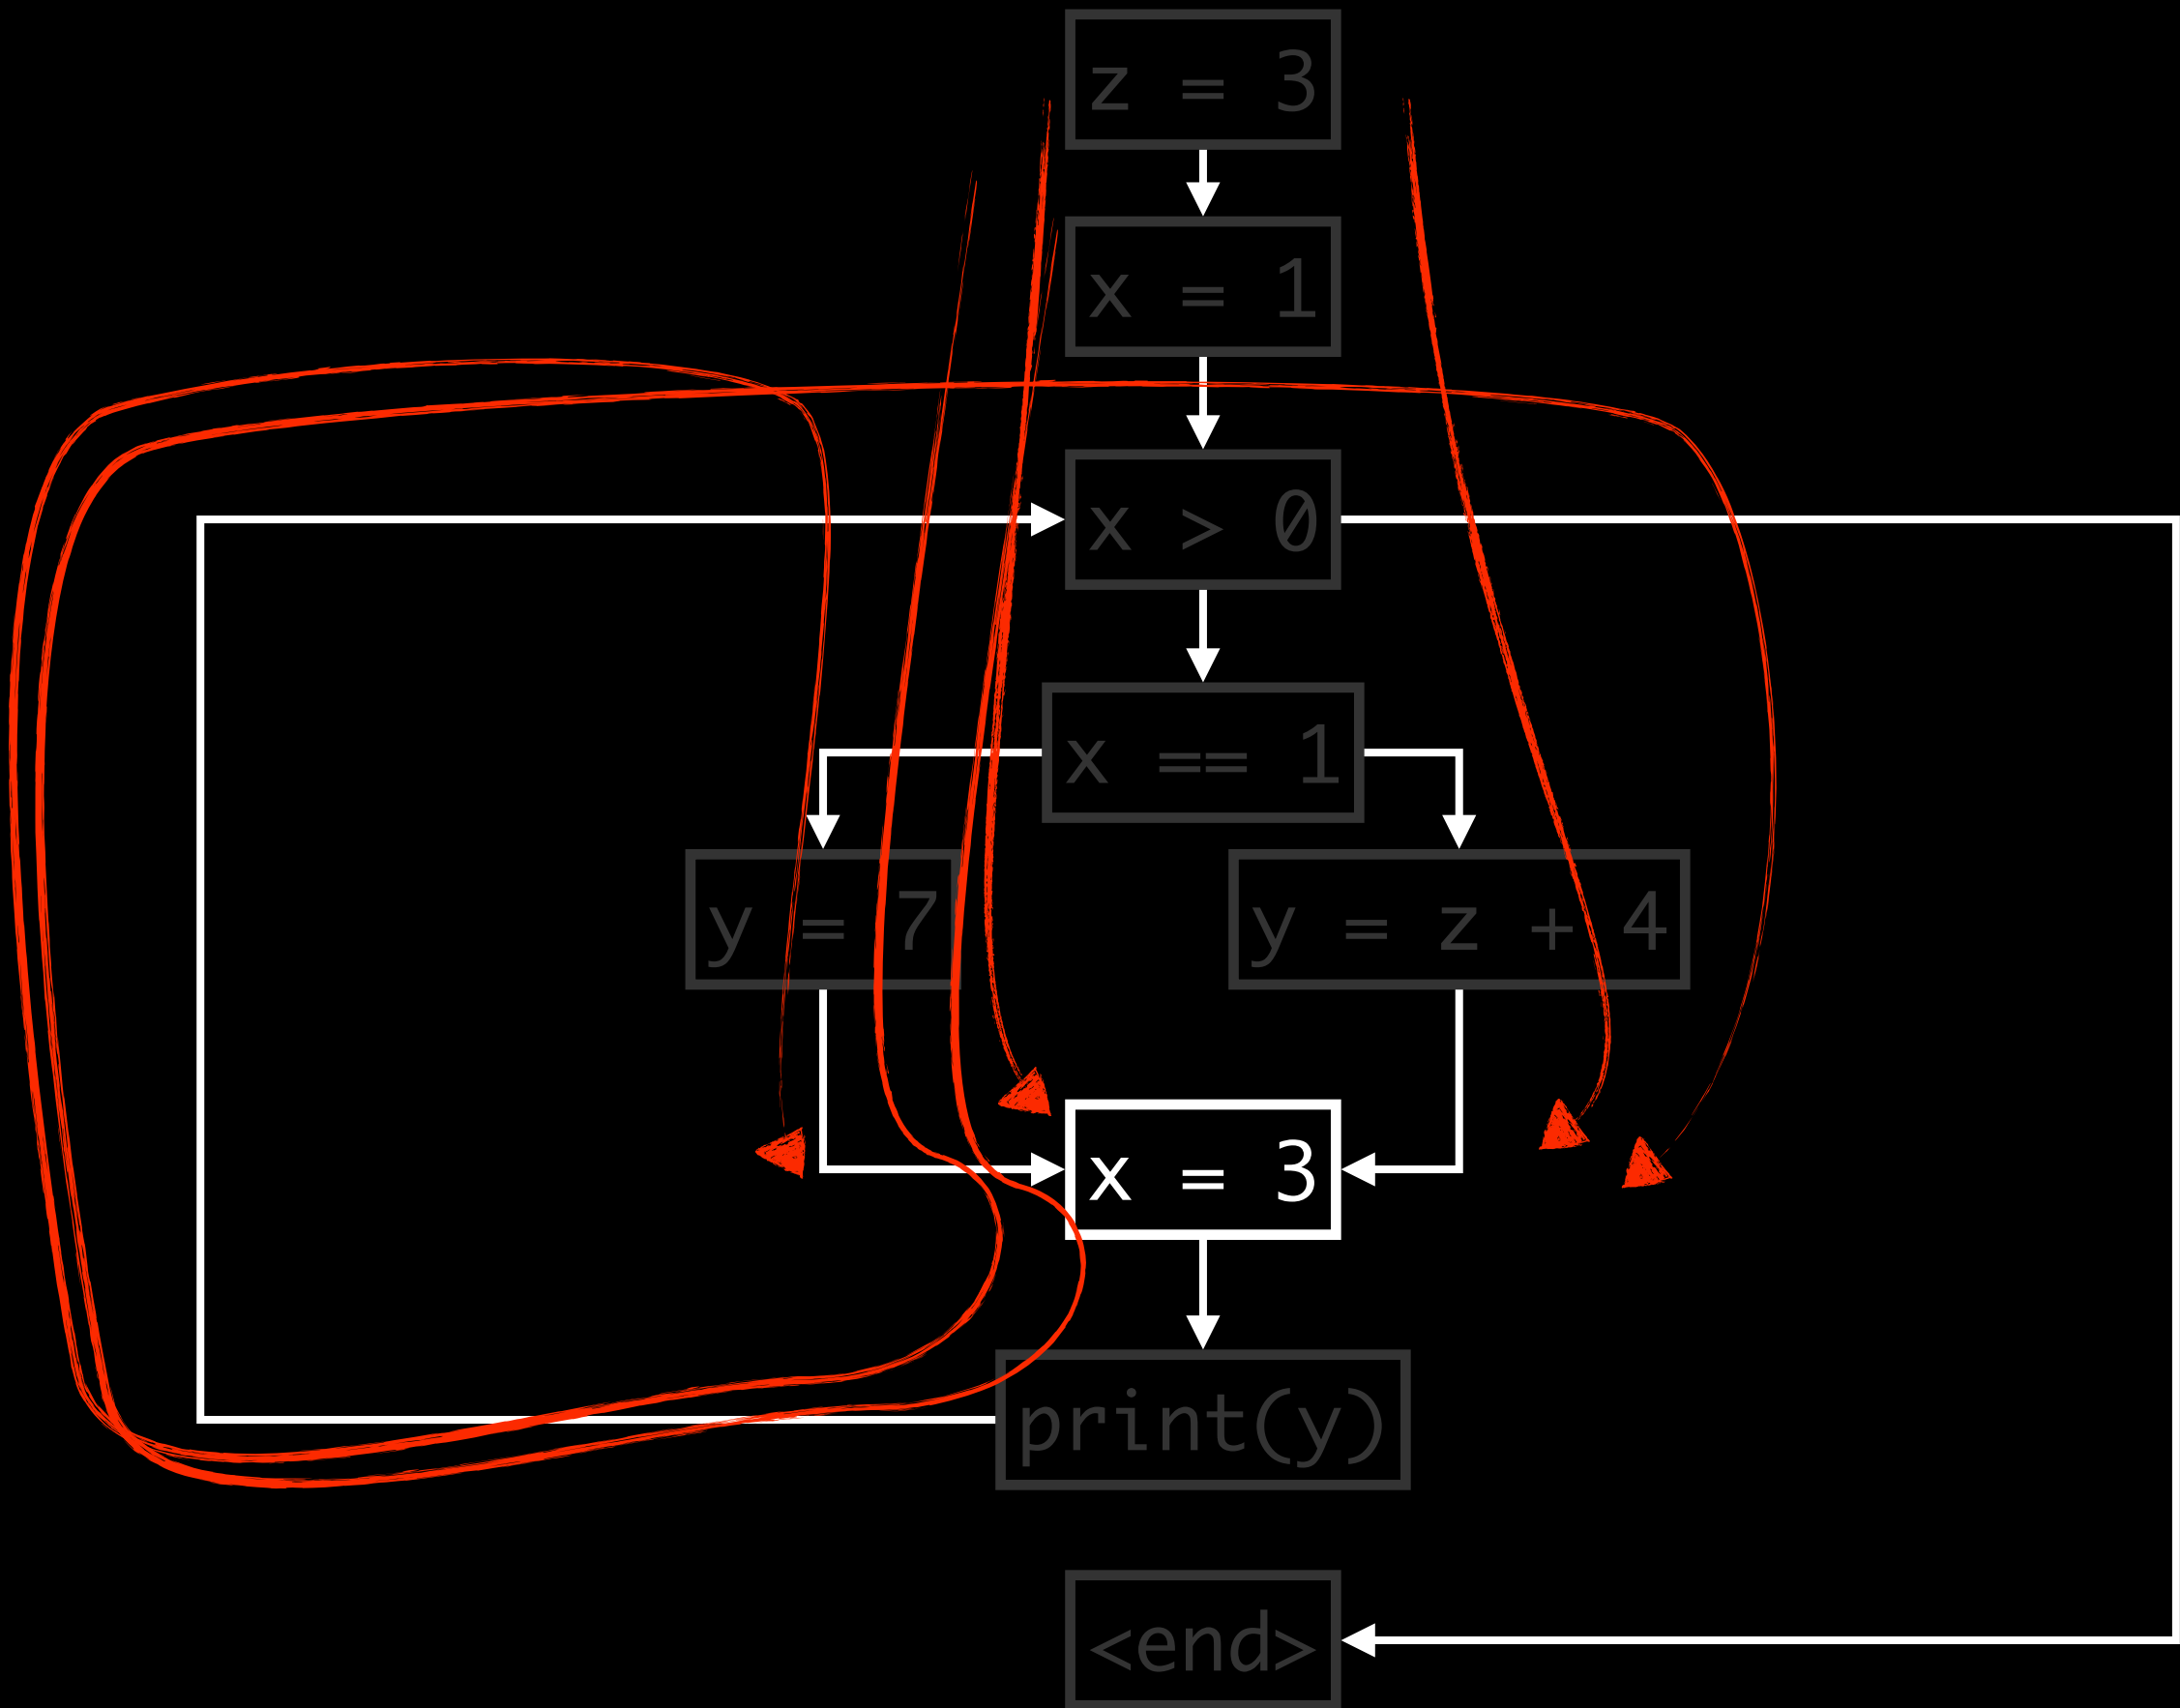 z = 3
x = 1
x > 0
x == 1
y = 7
y = z + 4
x = 3
print(y)
<end>